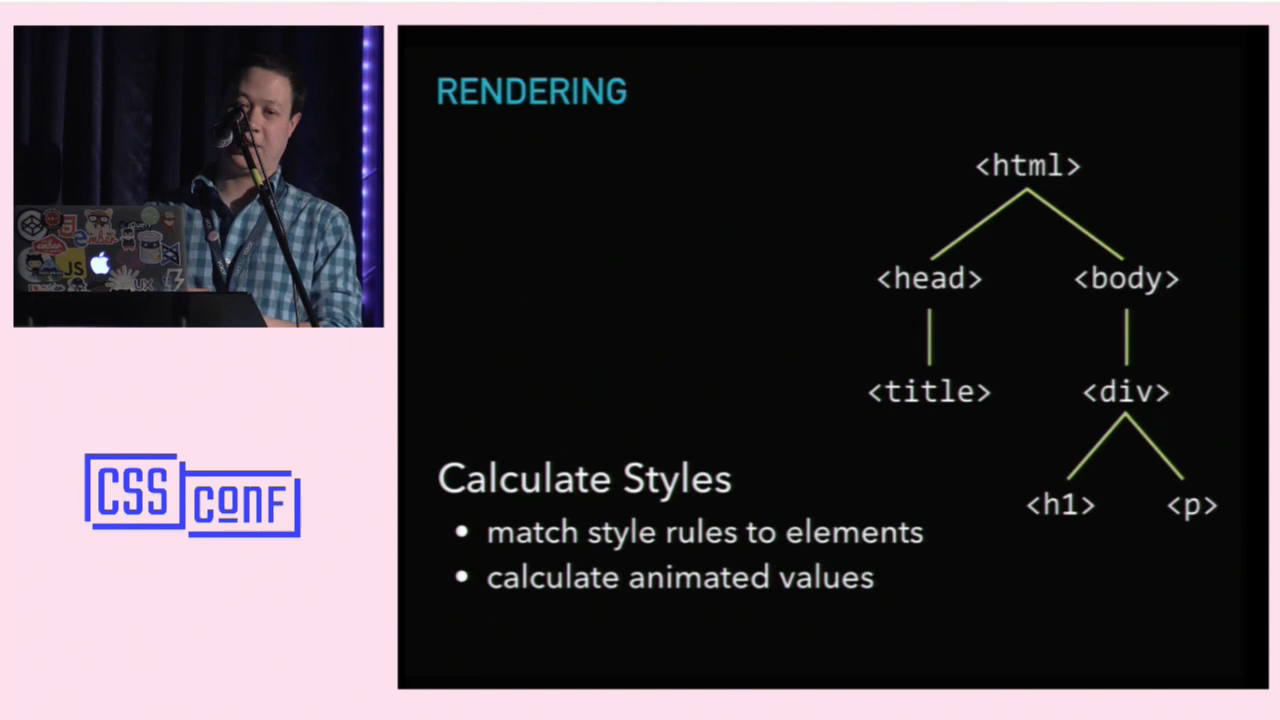 RENDERING
<html>
<head> <body>
<title> <div>
<h1> <p>
Calculate Styles
• match style rules to elements
• calculate animated values
CSS
CONF
JS